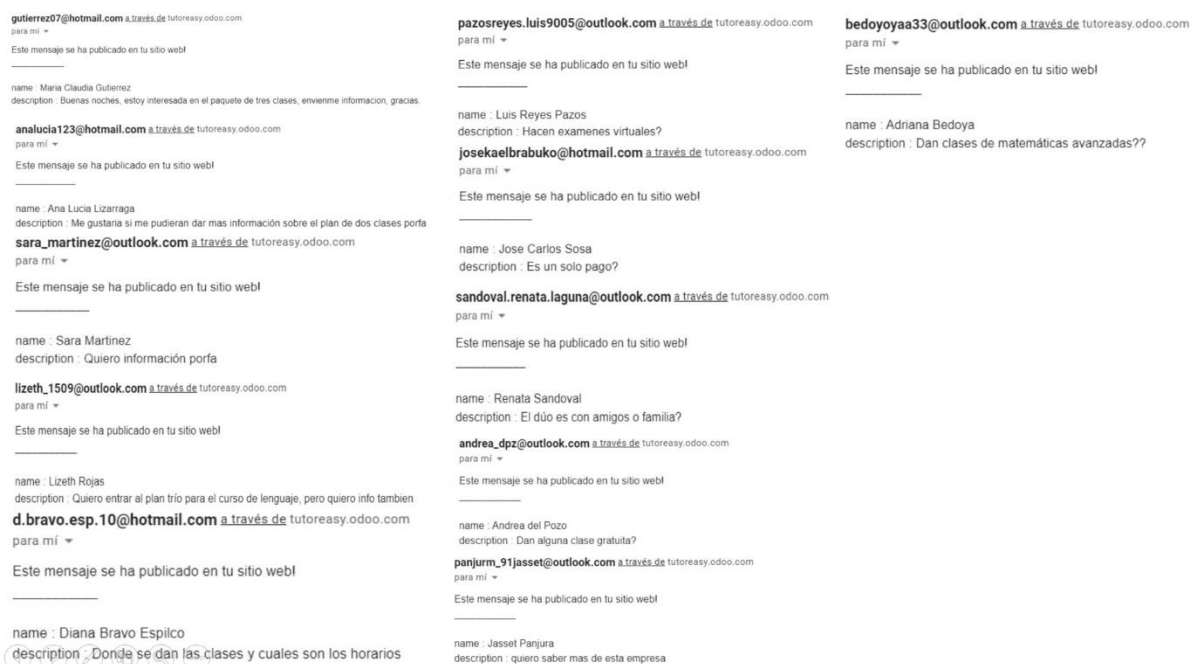 gutierrez07@hotmail.com a través de tutoreasy.odoo.com
para mí
Este mensaje se ha publicado en tu sitio web!
name : Maria Claudia Gutierrez
description : Buenas noches, estoy interesada en el paquete de tres clases, envienme informacion, gracias.
analucia123@hotmail.com a través de tutoreasy.odoo.com
para mí
Este mensaje se ha publicado en tu sitio web!
name : Ana Lucia Lizarraga
description : Me gustaria si me pudieran dar mas información sobre el plan de dos clases porfa
sara_martinez@outlook.com a través de tutoreasy.odoo.com
para mí
Este mensaje se ha publicado en tu sitio web!
name : Sara Martinez
description : Quiero información porfa
lizeth_1509@outlook.com a través de tutoreasy.odoo.com
para mí
Este mensaje se ha publicado en tu sitio web!
name : Lizeth Rojas
description : Quiero entrar al plan trío para el curso de lenguaje, pero quiero info tambien
d.bravo.esp.10@hotmail.com a través de tutoreasy.odoo.com
para mí
Este mensaje se ha publicado en tu sitio web!
name : Diana Bravo Espilco
description : Donde se dan las clases y cuales son los horarios
pazosreyes.luis9005@outlook.com a través de tutoreasy.odoo.com
para mí
Este mensaje se ha publicado en tu sitio web!
name : Luis Reyes Pazos
description : Hacen examenes virtuales?
josekaelbrabuko@hotmail.com a través de tutoreasy.odoo.com
para mí
Este mensaje se ha publicado en tu sitio web!
name : Jose Carlos Sosa
description : Es un solo pago?
sandoval.renata.laguna@outlook.com a través de tutoreasy.odoo.com
para mí
Este mensaje se ha publicado en tu sitio web!
name : Renata Sandoval
description : El dúo es con amigos o familia?
andrea_dpz@outlook.com a través de tutoreasy.odoo.com
para mí
Este mensaje se ha publicado en tu sitio web!
name : Andrea del Pozo
description : Dan alguna clase gratuita?
panjurm_91jasset@outlook.com a través de tutoreasy.odoo.com
para mí
Este mensaje se ha publicado en tu sitio web!
name : Jasset Panjura
description : quiero saber mas de esta empresa
bedoyoyaa33@outlook.com a través de tutoreasy.odoo.com
para mí
Este mensaje se ha publicado en tu sitio web!
name : Adriana Bedoya
description : Dan clases de matemáticas avanzadas??